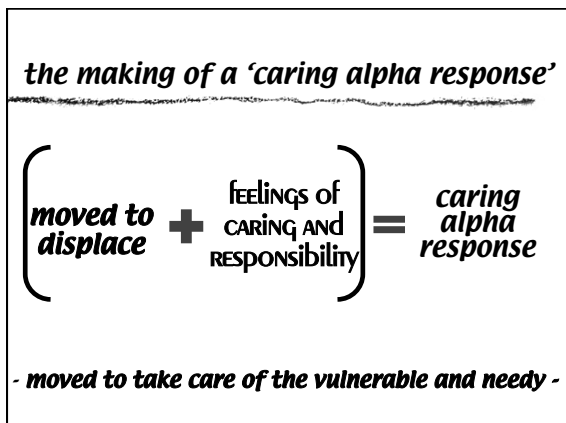 the making of a ‘caring alpha response’
moved to
displace
+
feelings of
caring and
responsibility
=
caring
alpha
response
- moved to take care of the vulnerable and needy -